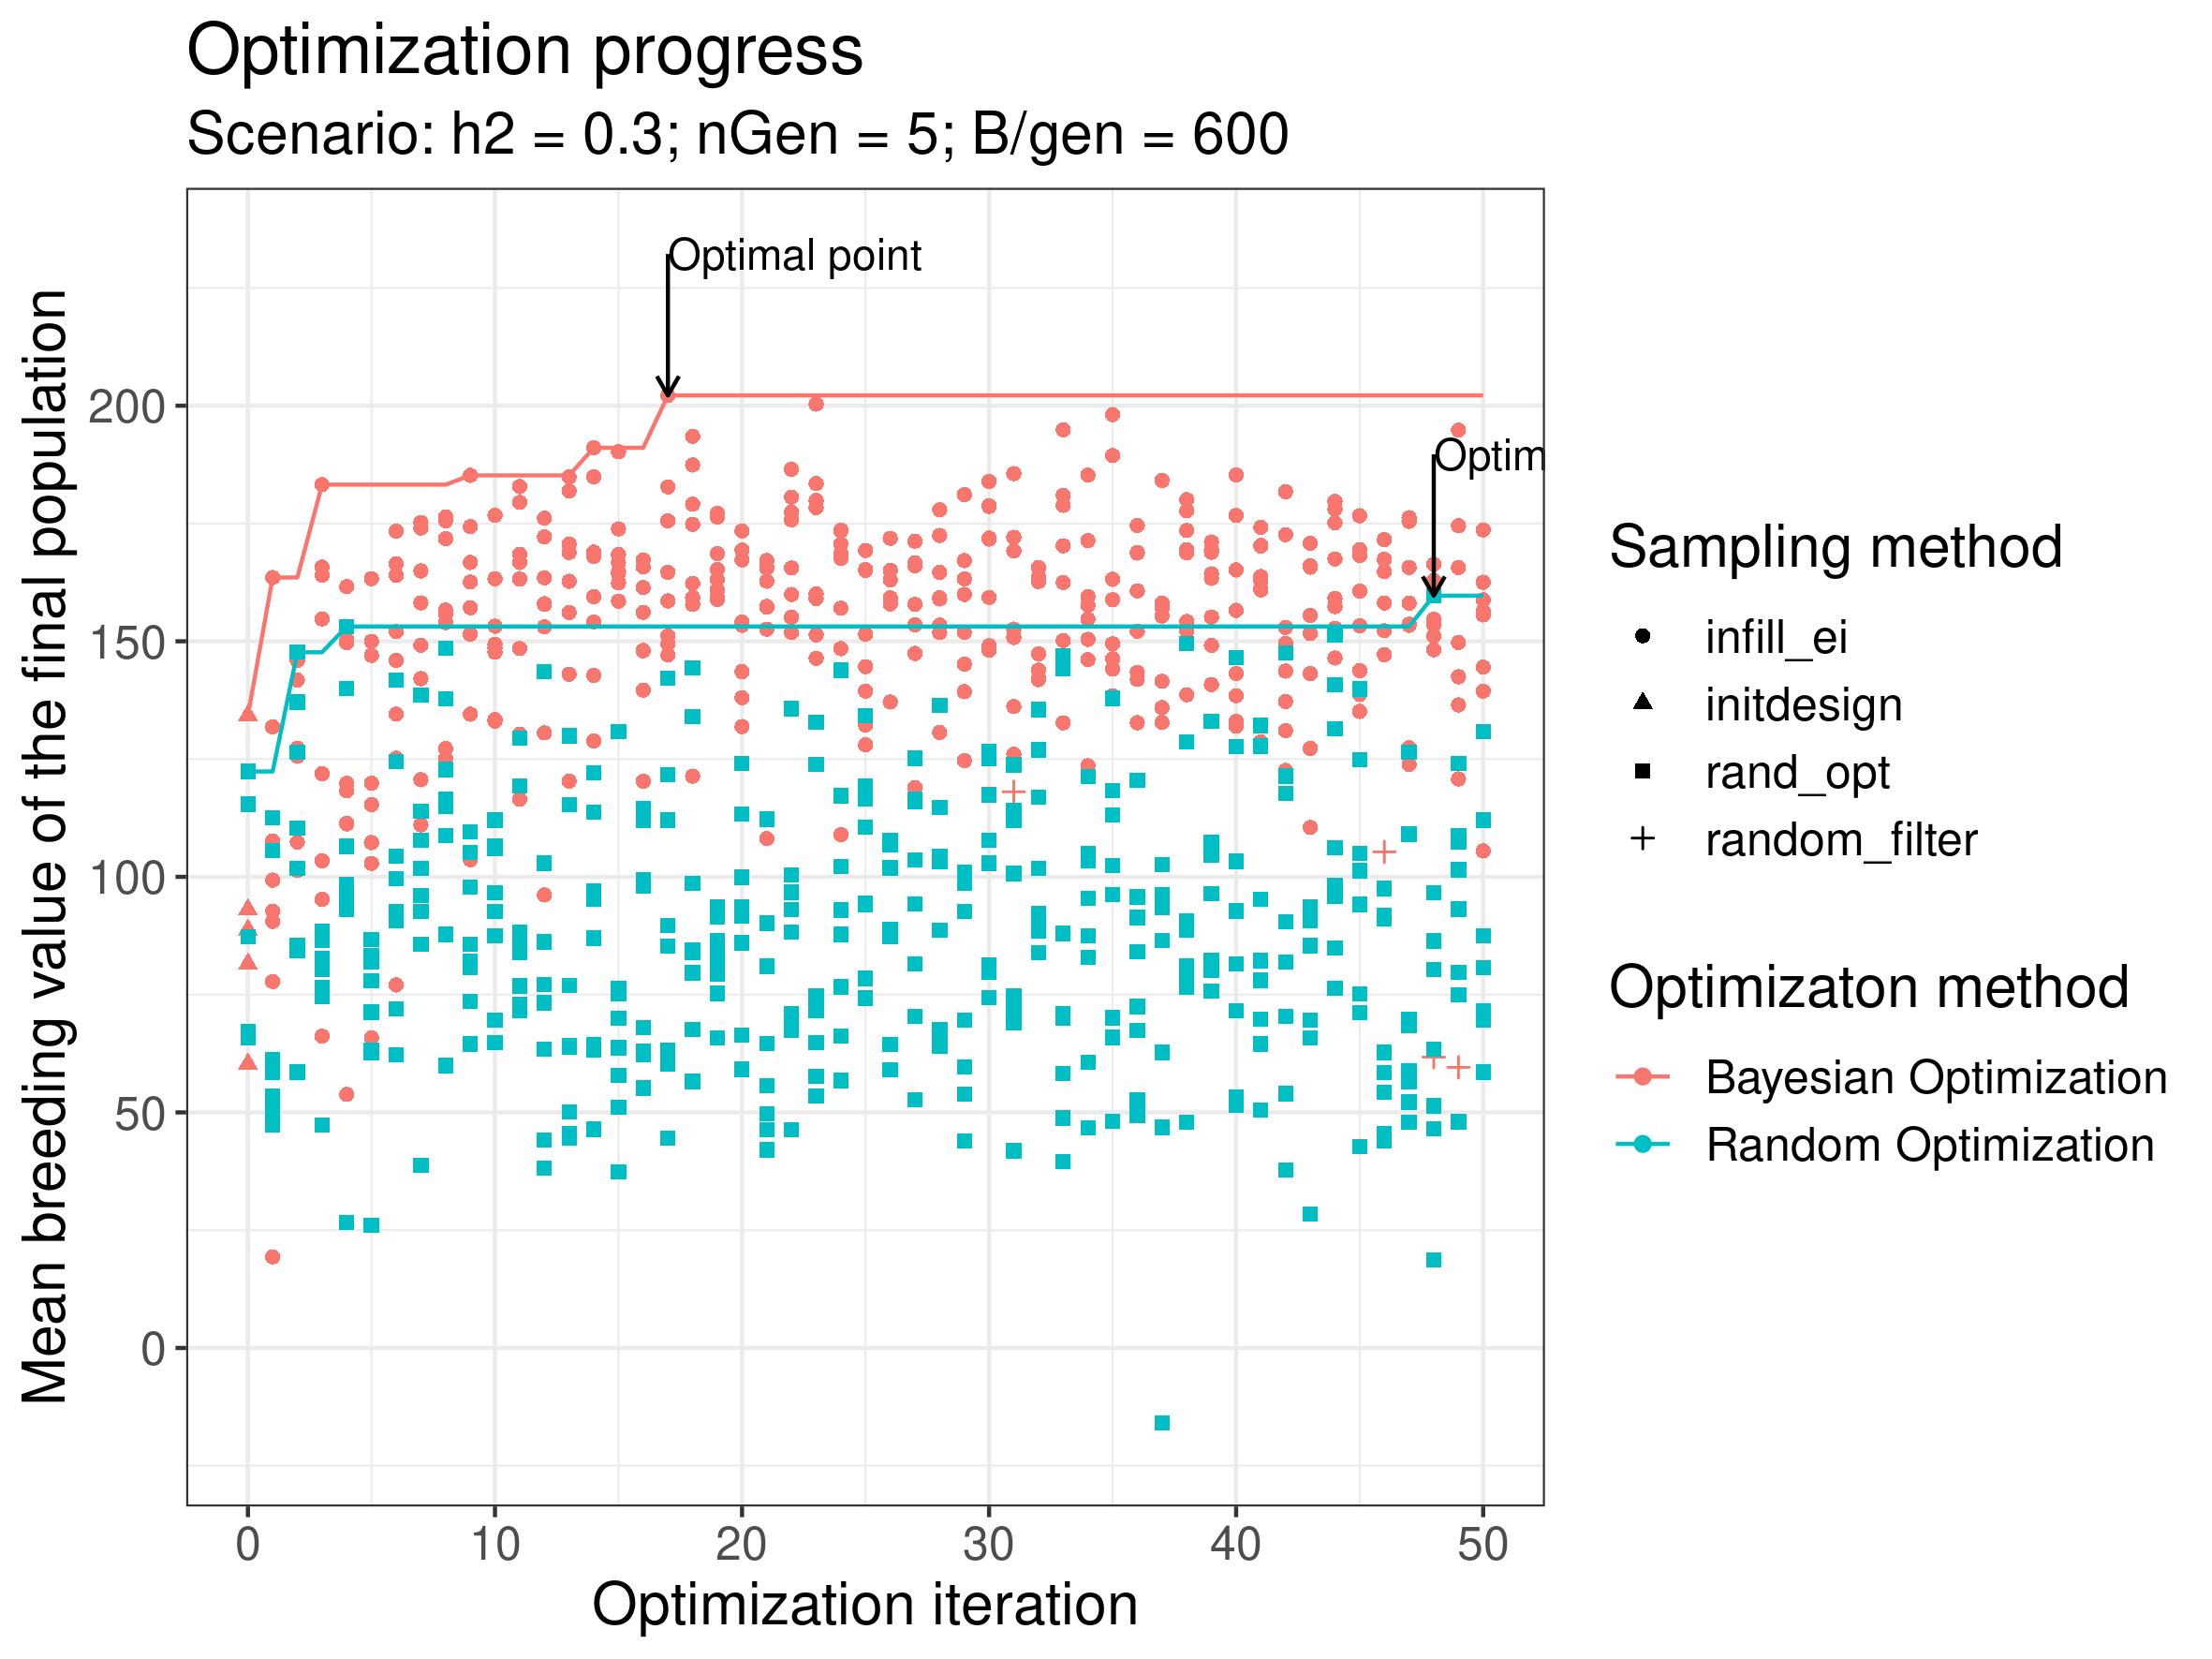 Optimization progress
Scenario: h2 = 0.3; nGen = 5; B/gen = 600
Mean breeding value of the final population
200
150
100
50
0
Optimal point
Optim
0
10
20
30
40
50
Optimization iteration
Sampling method
infill_ei
initdesign
rand_opt
random_filter
Optimizaton method
Bayesian Optimization
Random Optimization